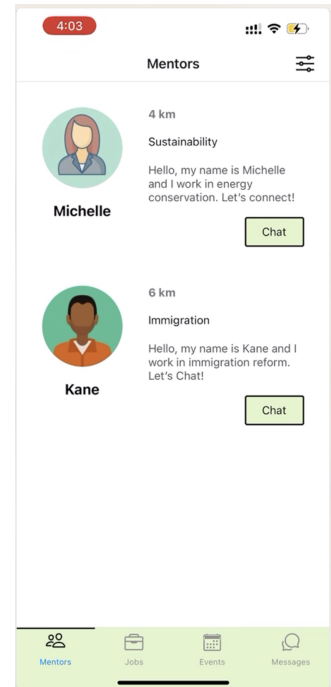 4:03
Mentors
4 km
Sustainability
Hello, my name is Michelle
and I work in energy
conservation. Let's connect!
Michelle
Chat
6 km
Immigration
Hello, my name is Kane and I
work in immigration reform.
Let's Chat!
Kane
Chat
Mentors
Jobs
Events
Messages